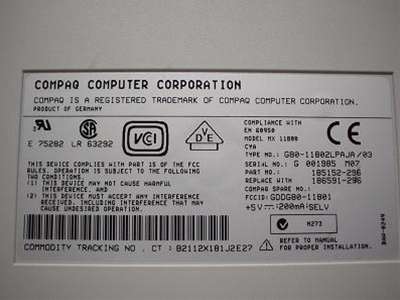 COMPAQ COMPUTER CORPORATION
COMPAQ IS A REGISTERED TRADEMARK OF COMPAQ COMPUTER CORPORATION.
PRODUCT OF GERMANY
E 75282 LR 63292
SA
VCCI
DVE
CE
COMPLIANCE WITH
EN 60950
MODEL MX 11800
CYA
TYPE NO.: G80-11802LPAJA/03
SERIAL NO.: G 001985 M07
PART NO.: 185152-296
REPLACE WITH 186591-296
COMPAQ SPARE NO.:
FCCID: GDDG80-11801
+5V⎓:200mA:SELV
THIS DEVICE COMPLIES WITH PART 15 OF THE FCC
RULES. OPERATION IS SUBJECT TO THE FOLLOWING
TWO CONDITIONS:
(1) THIS DEVICE MAY NOT CAUSE HARMFUL
INTERFERENCE, AND
(2) THIS DEVICE MUST ACCEPT ANY INTERFERENCE
RECEIVED, INCLUDING INTERFERENCE THAT MAY CAUSE
UNDESIRED OPERATION.
N273
REFER TO MANUAL
FOR PROPER INSTALLATION.
COMMODITY TRACKING NO. CT: B2112X181J2E27